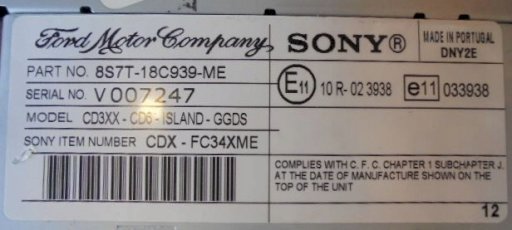 Ford Motor Company
SONY®
MADE IN PORTUGAL
DNY2E
PART NO. 8S7T-18C939-ME
SERIAL NO. V 007247
MODEL CD3XX - CD6 - ISLAND - GGDS
SONY ITEM NUMBER CDX - FC34XME
E11 10 R- 02 3938 e11 033938
COMPLIES WITH C. F. C. CHAPTER 1 SUBCHAPTER J.
AT THE DATE OF MANUFACTURE SHOWN ON THE
TOP OF THE UNIT
12